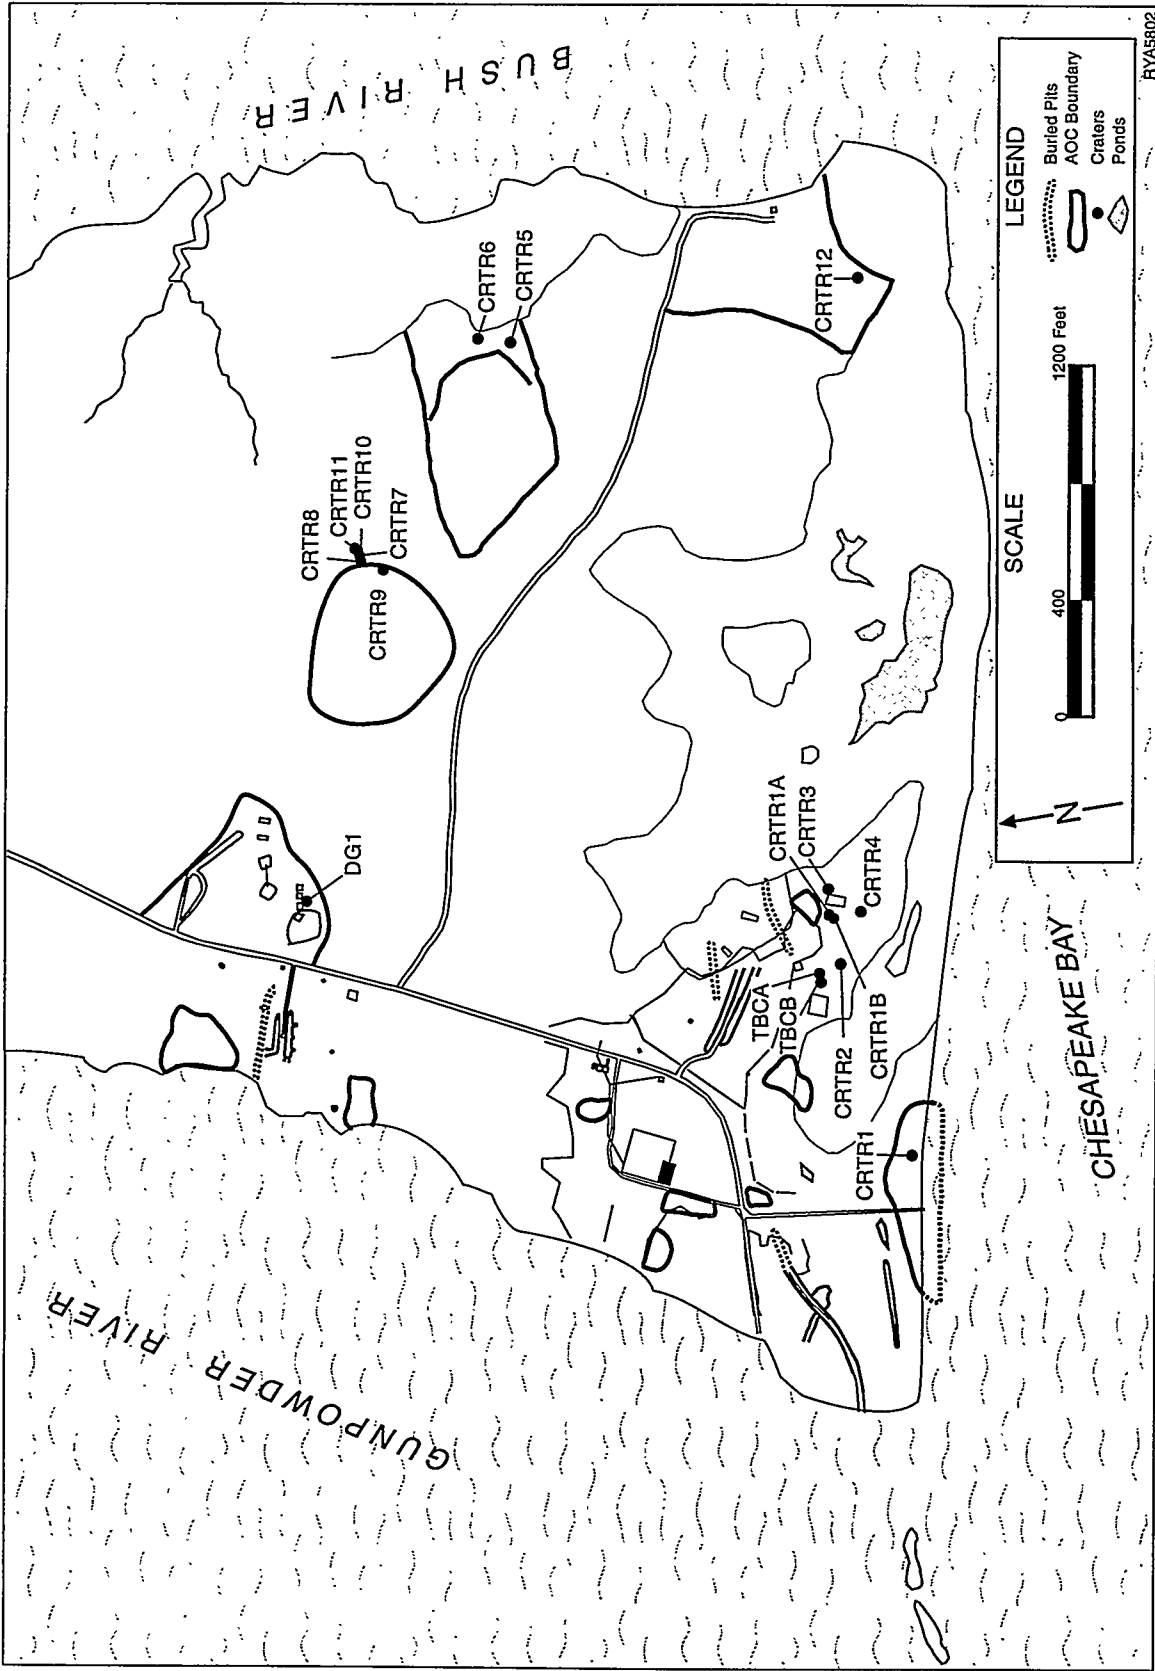 BUSH RIVER
GUNPOWDER RIVER
CHESAPEAKE BAY
DG1
CRTR8
CRTR11
CRTR10
CRTR7
CRTR9
CRTR6
CRTR5
CRTR12
CRTR1A
CRTR3
CRTR4
TBCA
TBCB
CRTR2
CRTR1B
CRTR1
N
SCALE
0 400 1200 Feet
LEGEND
Buried Pits
AOC Boundary
Craters
Ponds
RYA5802